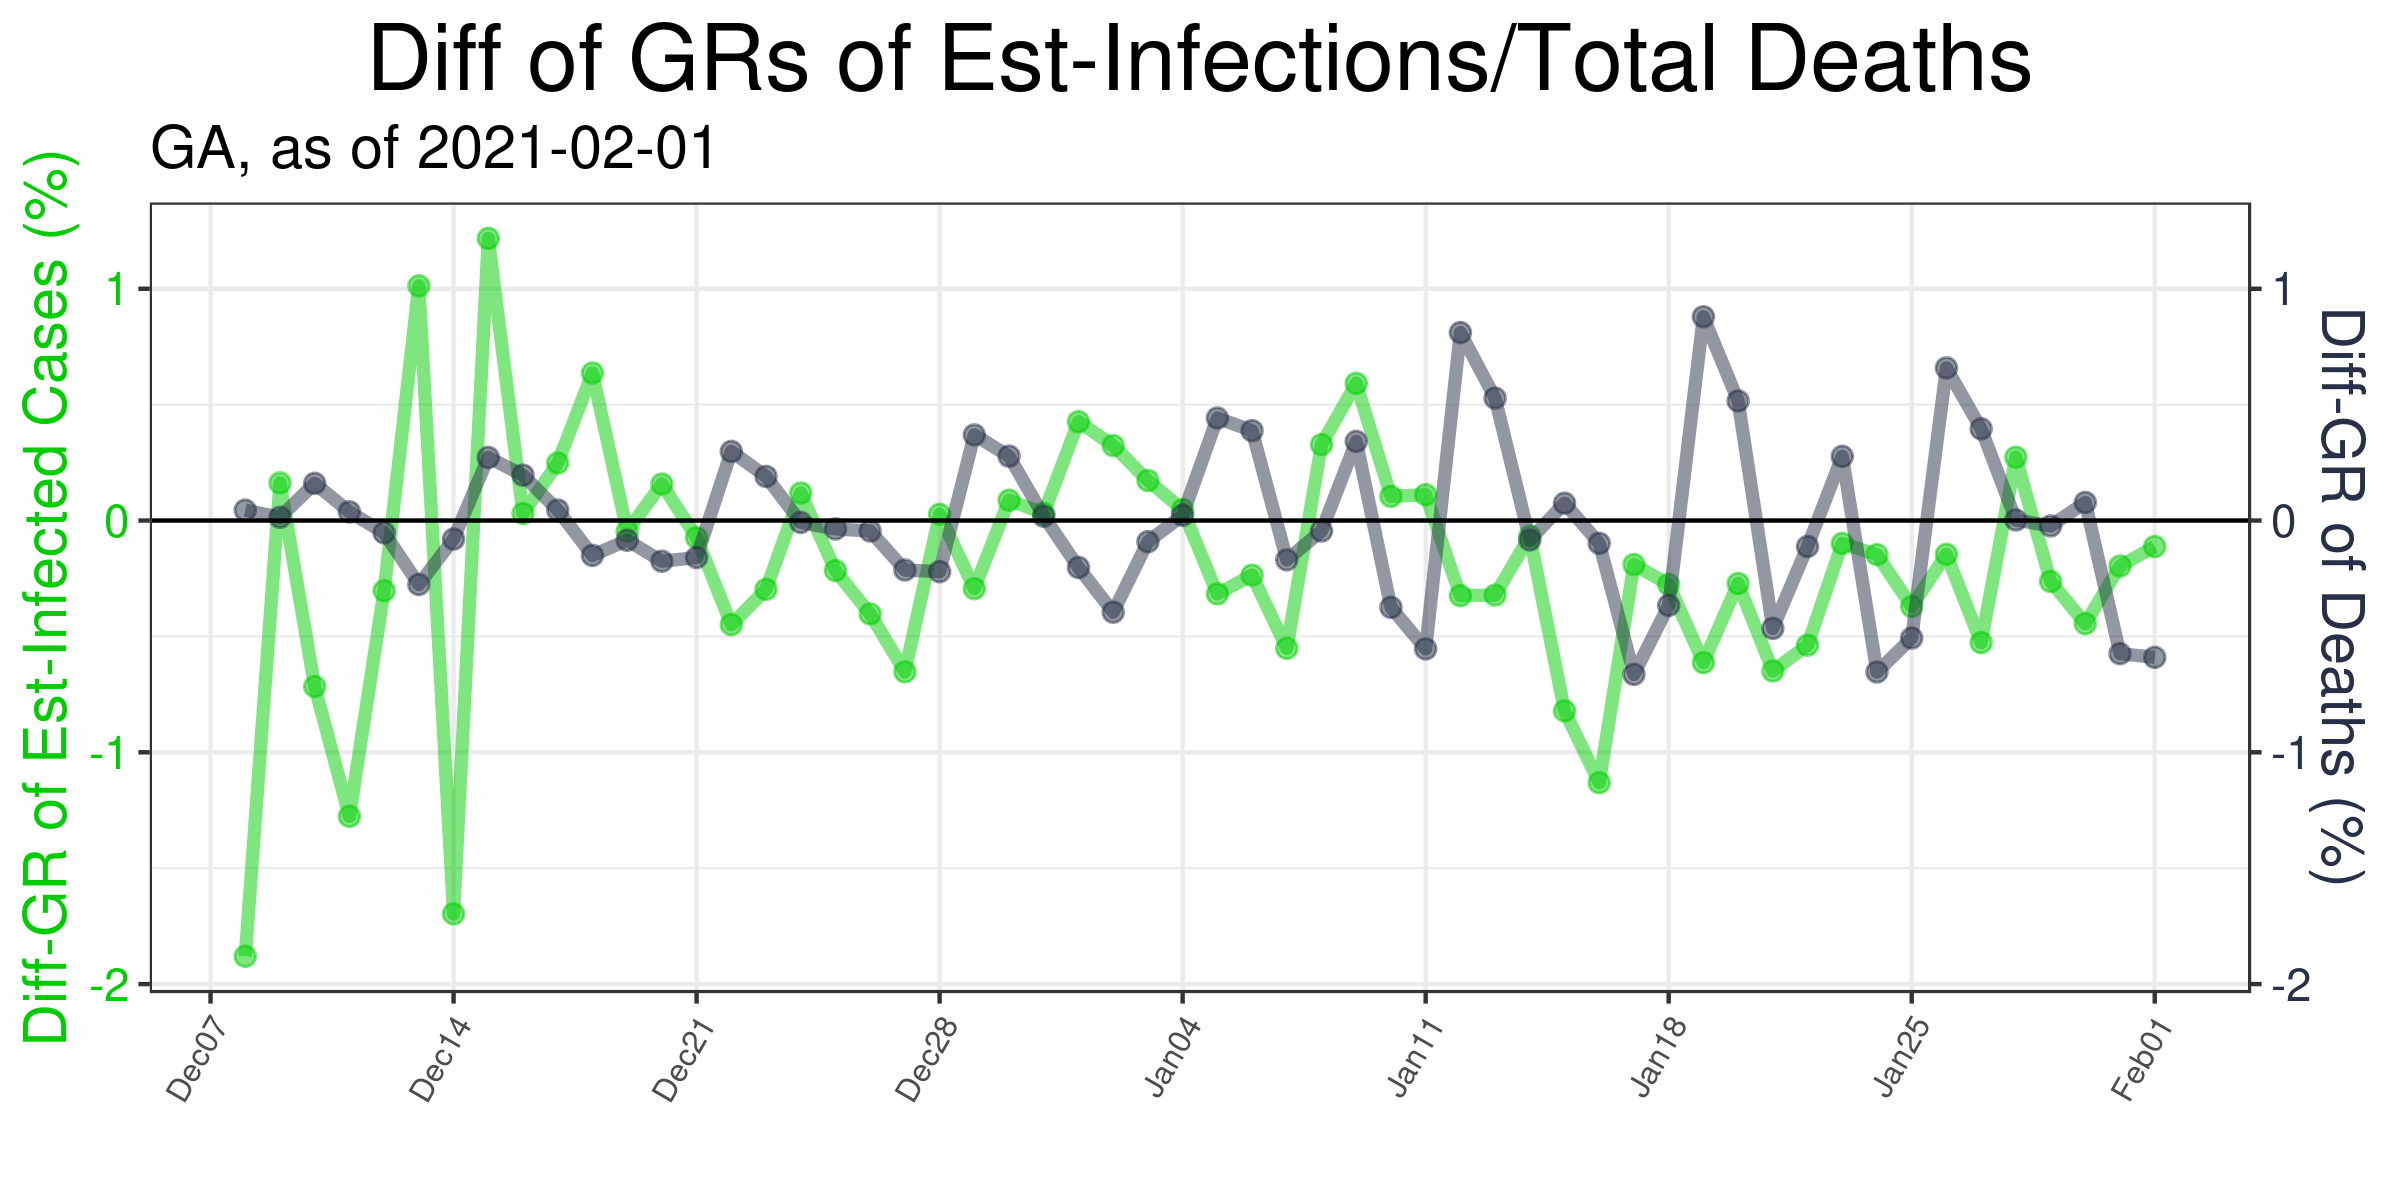 Diff of GRs of Est-Infections/Total Deaths
GA, as of 2021-02-01
Diff-GR of Est-Infected Cases (%)
1
0
-1
-2
1
0
-1
-2
Diff-GR of Deaths (%)
Dec07
Dec14
Dec21
Dec28
Jan04
Jan11
Jan18
Jan25
Feb01